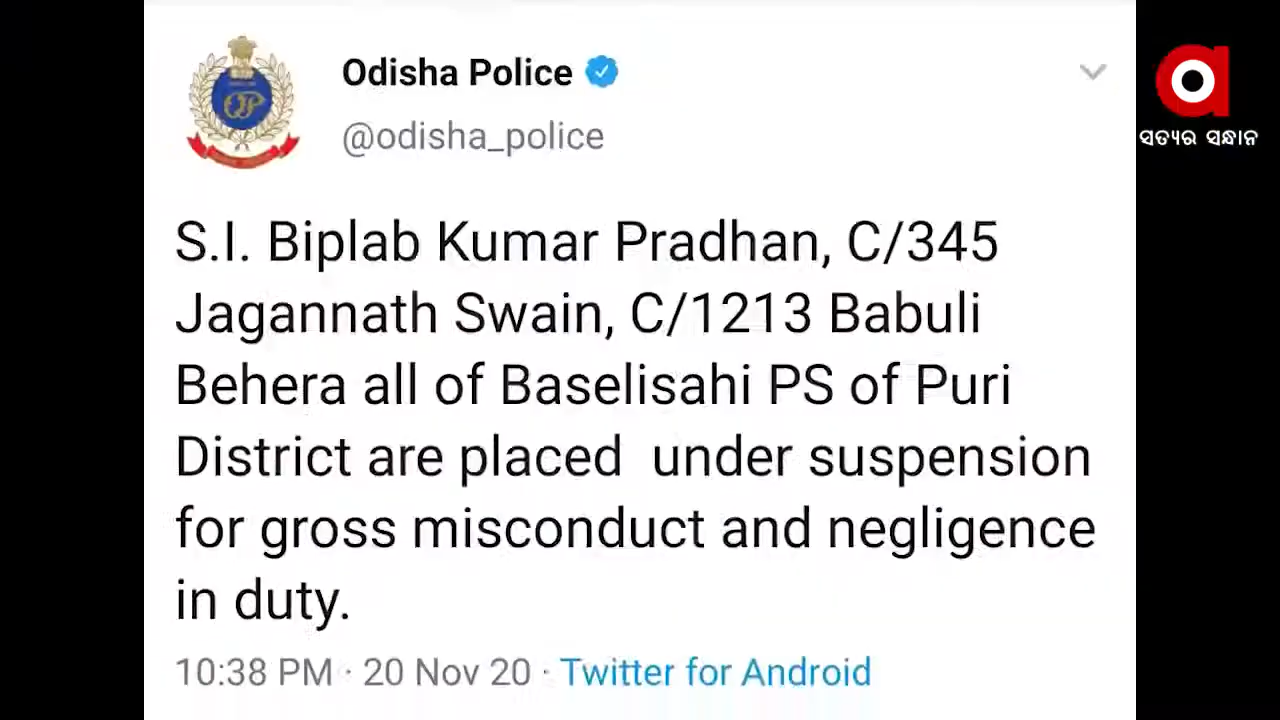 Odisha Police
@odisha_police
ସତ୍ୟର ସନ୍ଧାନ
S.I. Biplab Kumar Pradhan, C/345
Jagannath Swain, C/1213 Babuli
Behera all of Baselisahi PS of Puri
District are placed  under suspension
for gross misconduct and negligence
in duty.
10:38 PM · 20 Nov 20 · Twitter for Android